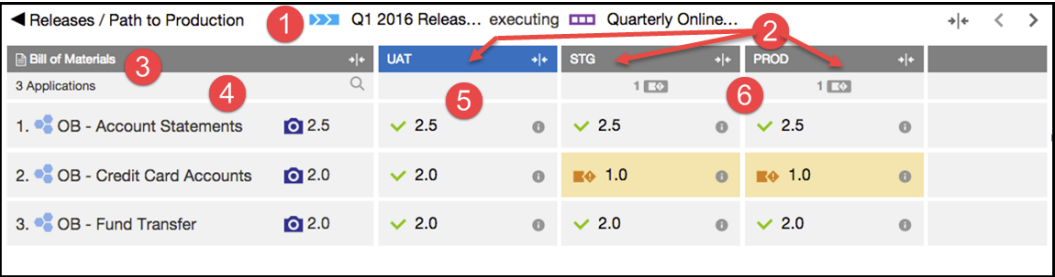 Releases / Path to Production 1 Q1 2016 Releas... executing Quarterly Online...
2
Bill of Materials 3 UAT STG PROD
3 Applications 4 5 1 6 1
1. OB - Account Statements 2.5 2.5 2.5 2.5
2. OB - Credit Card Accounts 2.0 2.0 1.0 1.0
3. OB - Fund Transfer 2.0 2.0 2.0 2.0